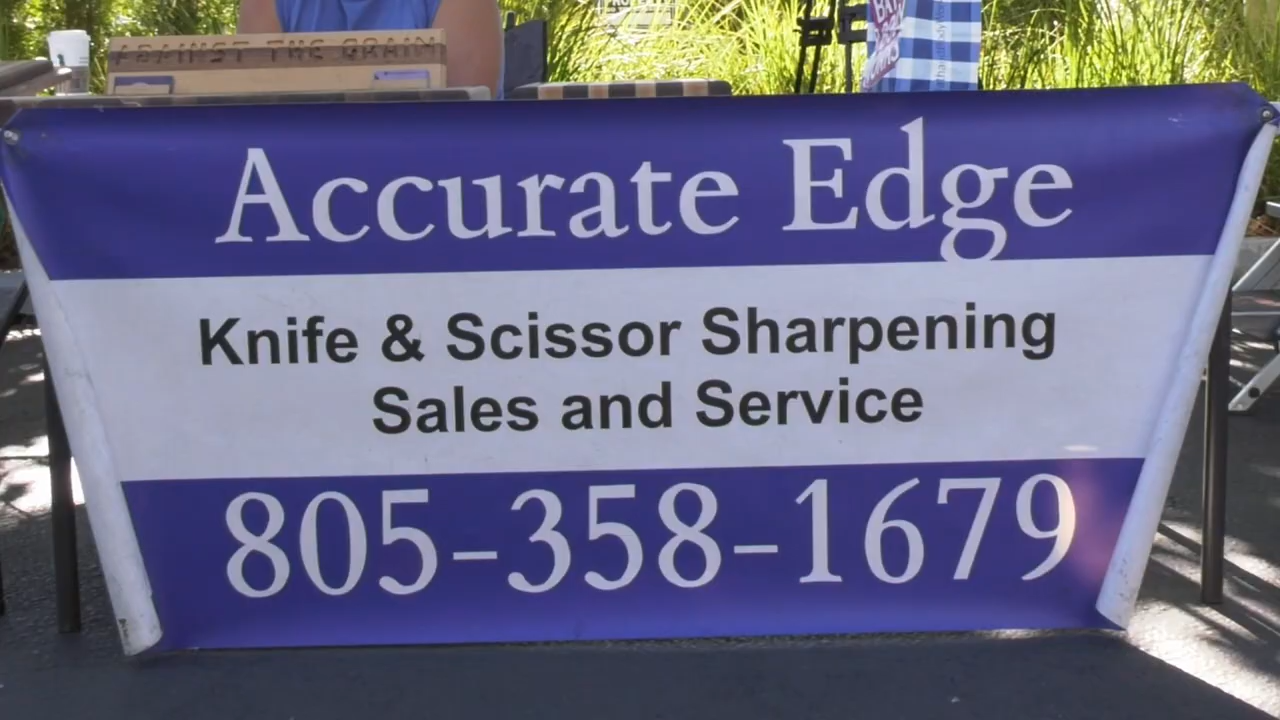 AGAINST THE GRAIN
Accurate Edge
Knife & Scissor Sharpening
Sales and Service
805-358-1679